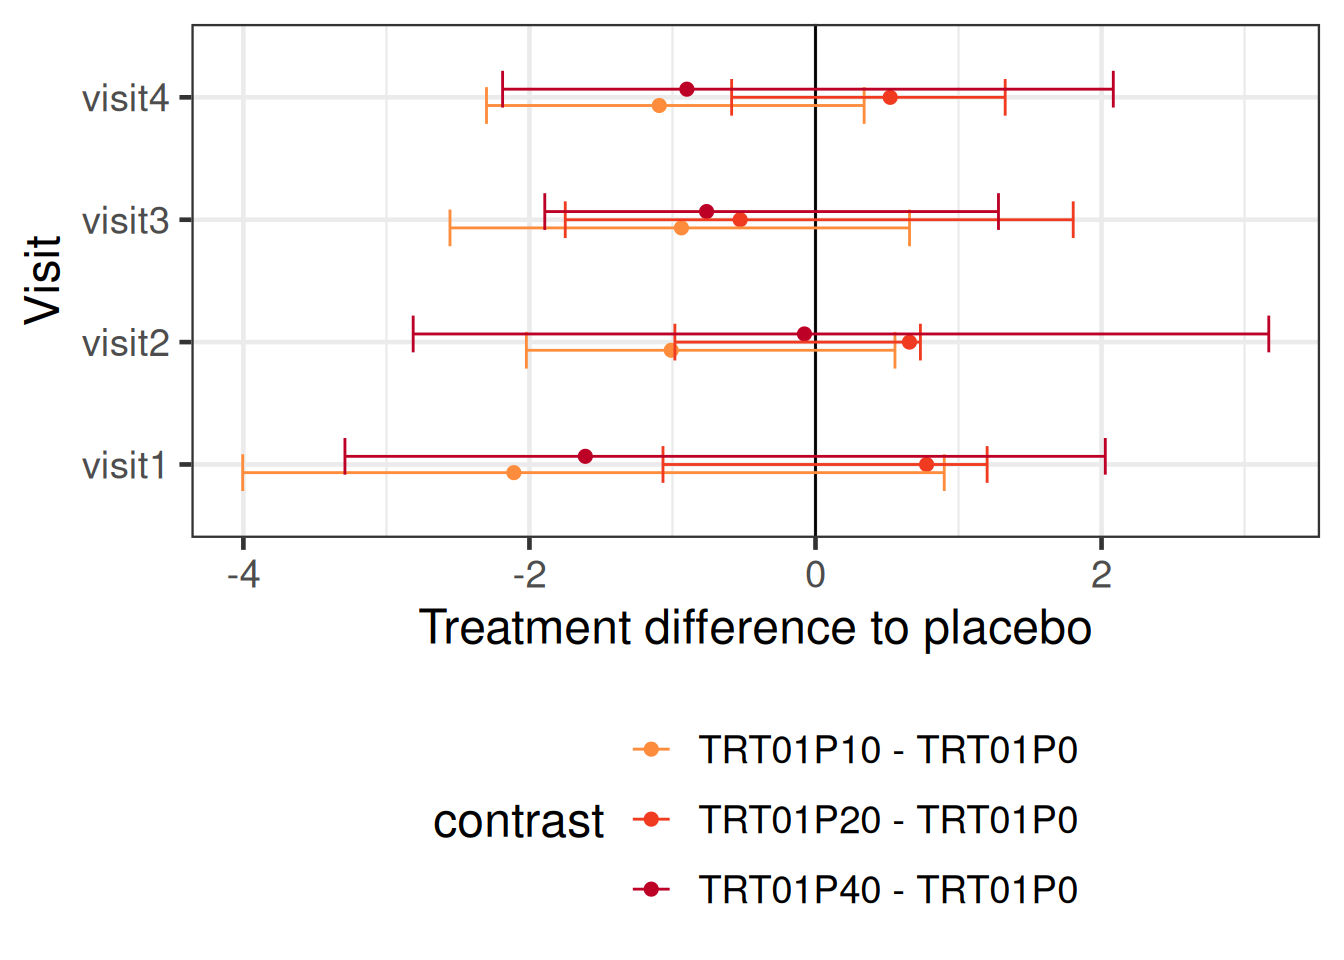 Visit
visit4
visit3
visit2
visit1
-4 -2 0 2
Treatment difference to placebo
contrast
TRT01P10 - TRT01P0
TRT01P20 - TRT01P0
TRT01P40 - TRT01P0